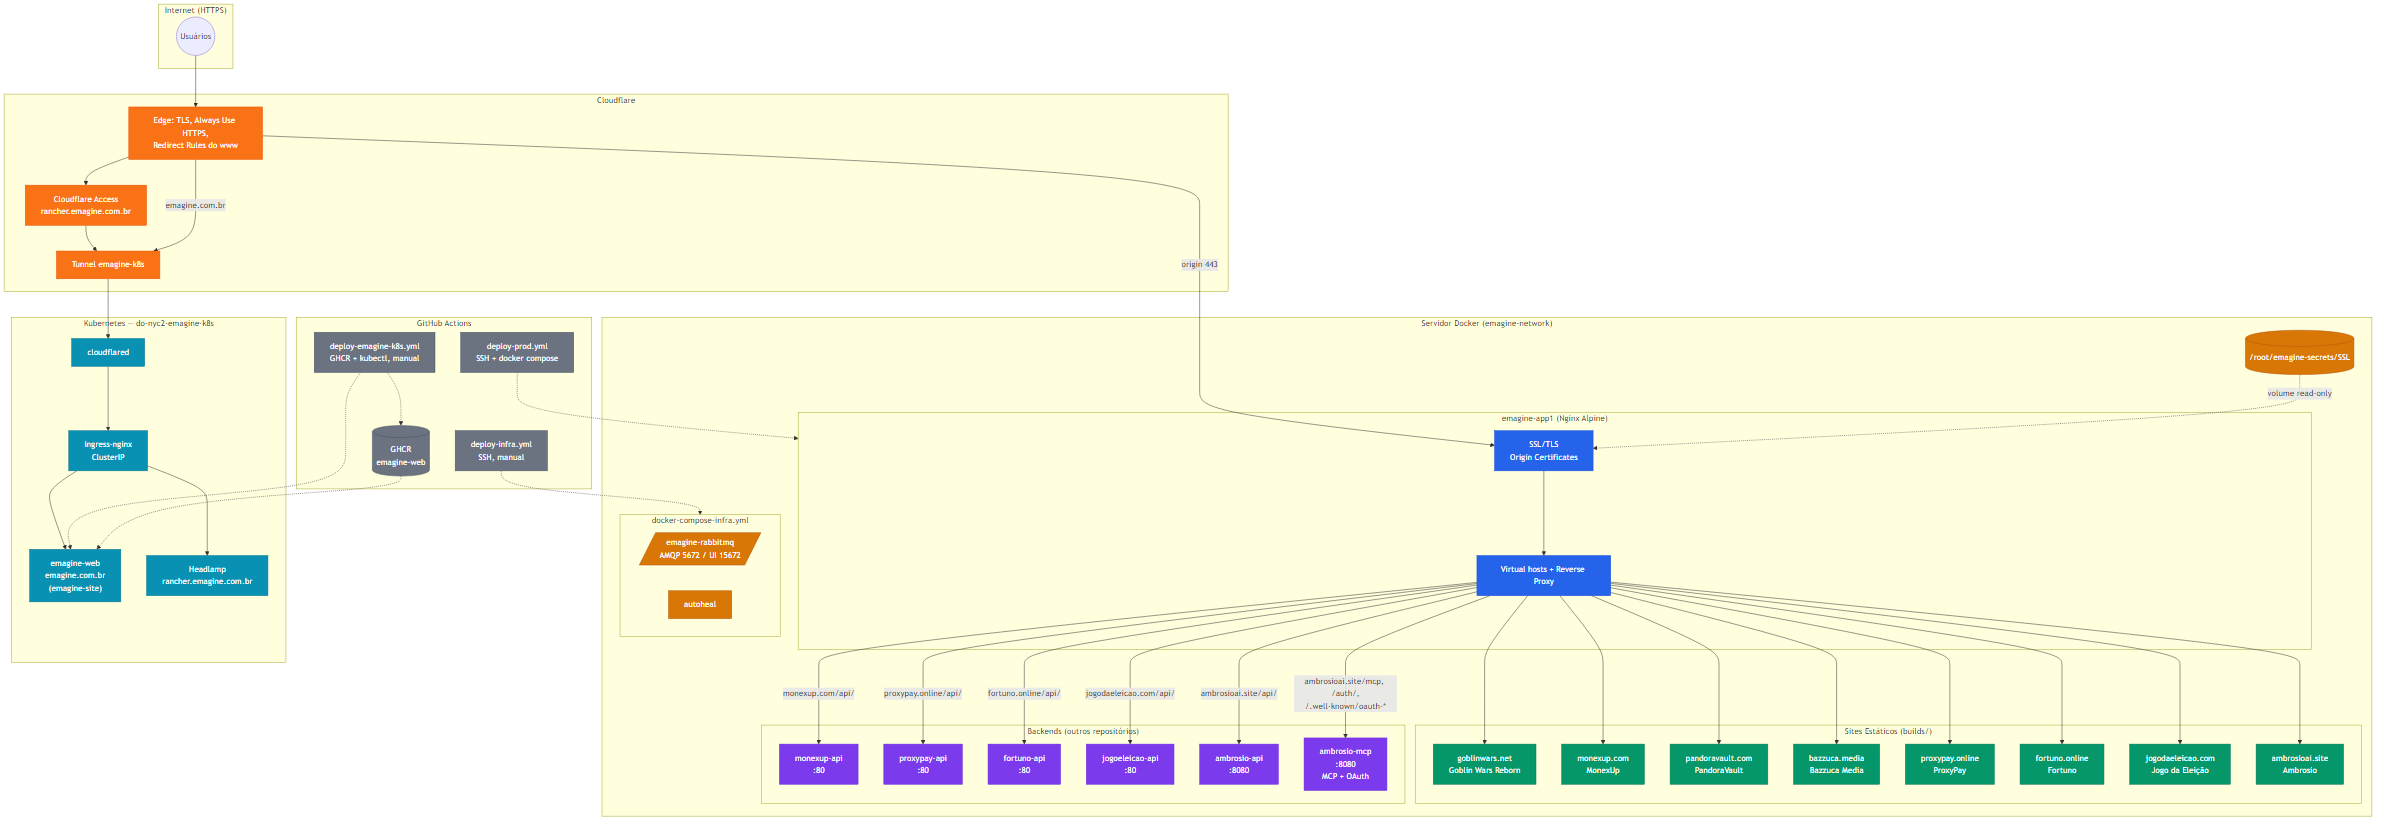 Internet (HTTPS)
Usuários
Cloudflare
Edge: TLS, Always Use
HTTPS,
Redirect Rules do www
Cloudflare Access
rancher.emagine.com.br
emagine.com.br
Tunnel emagine-k8s
origin 443
Kubernetes — do-nyc2-emagine-k8s
cloudflared
ingress-nginx
ClusterIP
emagine-web
emagine.com.br
(emagine-site)
Headlamp
rancher.emagine.com.br
GitHub Actions
deploy-emagine-k8s.yml
GHCR + kubectl, manual
deploy-prod.yml
SSH + docker compose
GHCR
emagine-web
deploy-infra.yml
SSH, manual
Servidor Docker (emagine-network)
/root/emagine-secrets/SSL
volume read-only
emagine-app1 (Nginx Alpine)
SSL/TLS
Origin Certificates
Virtual hosts + Reverse
Proxy
docker-compose-infra.yml
emagine-rabbitmq
AMQP 5672 / UI 15672
autoheal
monexup.com/api/
proxypay.online/api/
fortuno.online/api/
jogodaeleicao.com/api/
ambrosioai.site/api/
ambrosioai.site/mcp,
/auth/,
/.well-known/oauth-*
Backends (outros repositórios)
monexup-api
:80
proxypay-api
:80
fortuno-api
:80
jogoeleicao-api
:80
ambrosio-api
:8080
ambrosio-mcp
:8080
MCP + OAuth
Sites Estáticos (builds/)
goblinwars.net
Goblin Wars Reborn
monexup.com
MonexUp
pandoravault.com
PandoraVault
bazzuca.media
Bazzuca Media
proxypay.online
ProxyPay
fortuno.online
Fortuno
jogodaeleicao.com
Jogo da Eleição
ambrosioai.site
Ambrosio